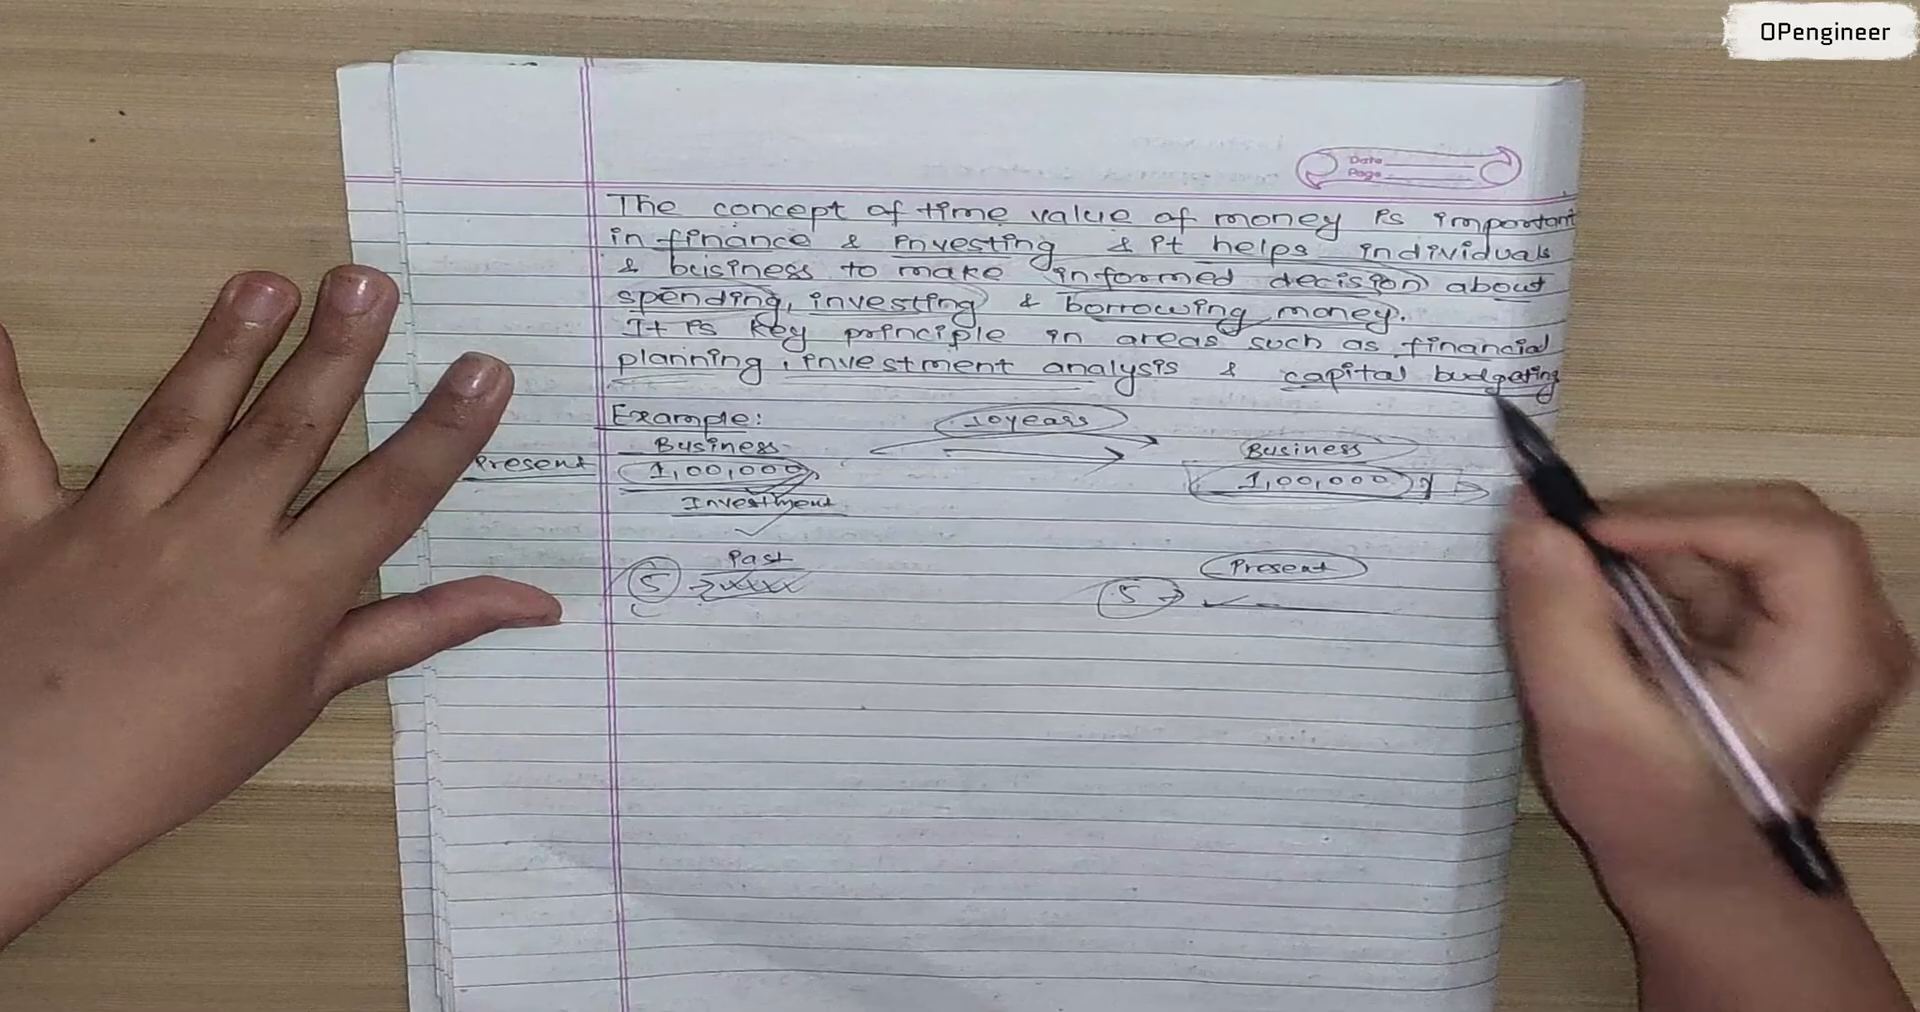 OPengineer
Date
Page
The concept of time value of money is important
in finance & investing & it helps individuals
& business to make informed decision about
spending, investing & borrowing money.
It is key principle in areas such as financial
planning, investment analysis & capital budgeting
Example: 10years
Business Business
Present 1,00,000 1,00,000
Investment
Past Present
5 5